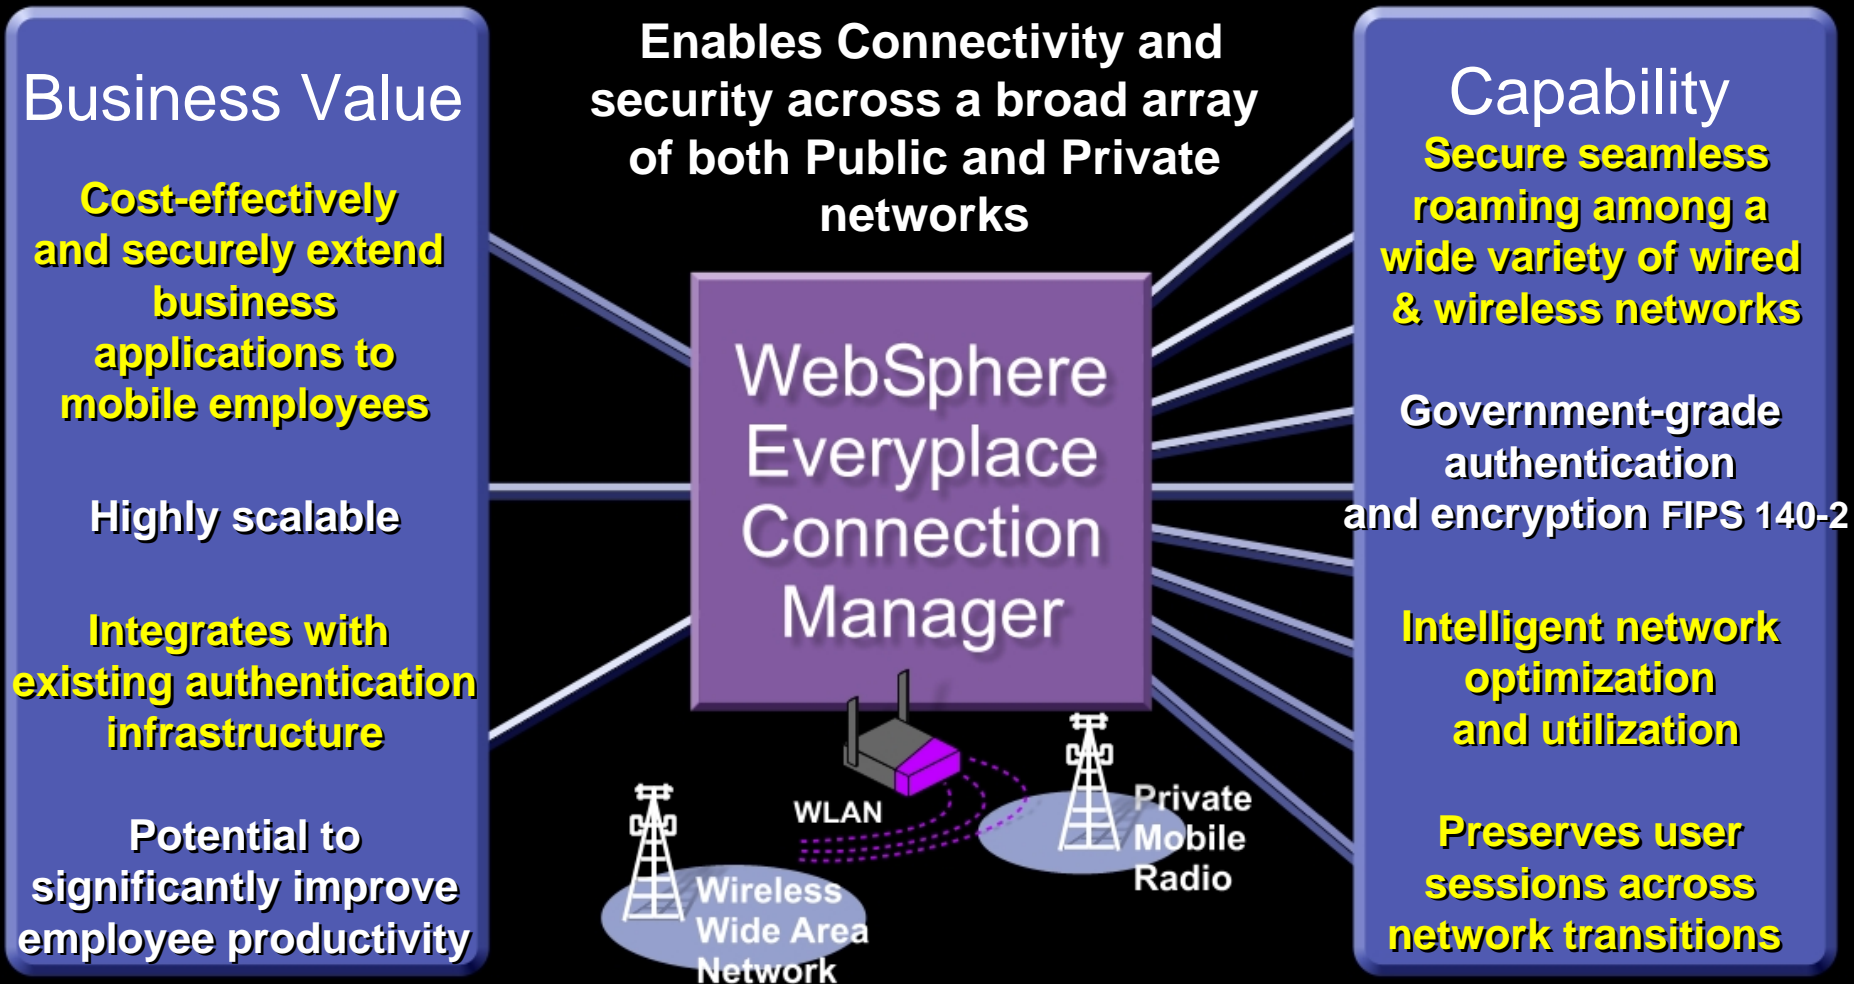 Business Value
Cost-effectively
and securely extend
business
applications to
mobile employees
Highly scalable
Integrates with
existing authentication
infrastructure
Potential to
significantly improve
employee productivity
Enables Connectivity and
security across a broad array
of both Public and Private
networks
WebSphere
Everyplace
Connection
Manager
WLAN
Wireless
Wide Area
Network
Private
Mobile
Radio
Capability
Secure seamless
roaming among a
wide variety of wired
& wireless networks
Government-grade
authentication
and encryption FIPS 140-2
Intelligent network
optimization
and utilization
Preserves user
sessions across
network transitions